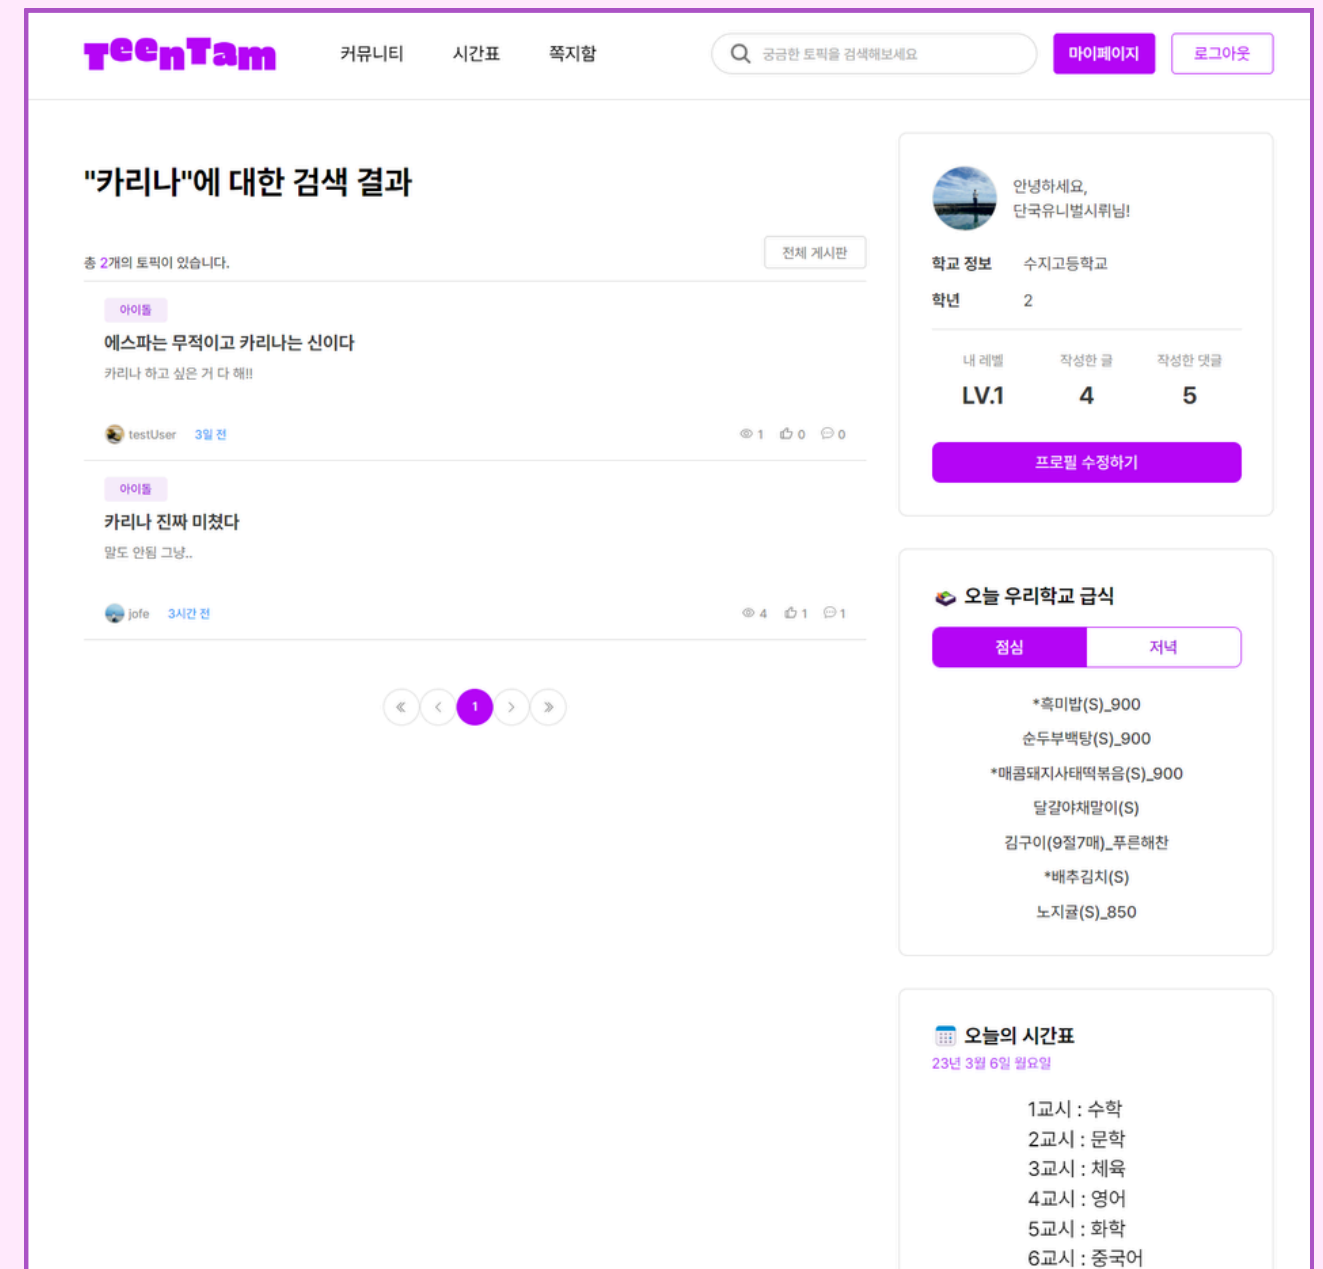 TeenTam
커뮤니티
시간표
쪽지함
궁금한 토픽을 검색해보세요
마이페이지
로그아웃
"카리나"에 대한 검색 결과
총 2개의 토픽이 있습니다.
전체 게시판
아이돌
에스파는 무적이고 카리나는 신이다
카리나 하고 싶은 거 다 해!!
testUser 3일 전
1 0 0
아이돌
카리나 진짜 미쳤다
말도 안됨 그냥..
jofe 3시간 전
4 1 1
1
안녕하세요,
단국유니벌시뤼님!
학교 정보 수지고등학교
학년 2
내 레벨 작성한 글 작성한 댓글
LV.1 4 5
프로필 수정하기
오늘 우리학교 급식
점심 저녁
*흑미밥(S)_900
순두부백탕(S)_900
*매콤돼지사태떡볶음(S)_900
달걀야채말이(S)
김구이(9절7매)_푸른해찬
*배추김치(S)
노지귤(S)_850
오늘의 시간표
23년 3월 6일 월요일
1교시 : 수학
2교시 : 문학
3교시 : 체육
4교시 : 영어
5교시 : 화학
6교시 : 중국어